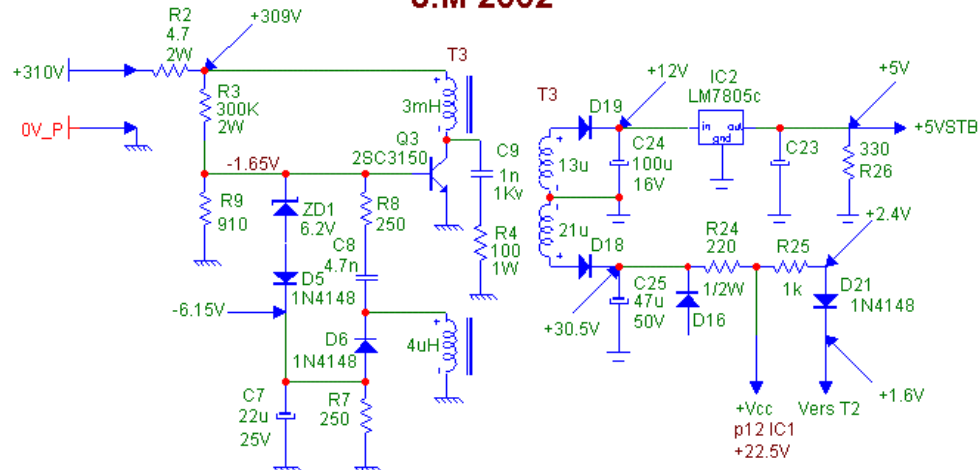 R2
4.7
2W
+309V
+310V
0V_P
R3
300K
2W
T3
3mH
Q3
2SC3150
-1.65V
R9
910
ZD1
6.2V
R8
250
C8
4.7n
C9
1n
1Kv
R4
100
1W
D5
1N4148
-6.15V
D6
1N4148
4uH
C7
22u
25V
R7
250
T3
D19
+12V
IC2
LM7805c
in
out
gnd
+5V
+5VSTB
13u
C24
100u
16V
C23
330
R26
21u
D18
+30.5V
C25
47u
50V
D16
R24
220
1/2W
R25
1k
+2.4V
D21
1N4148
+1.6V
+Vcc
p12 IC1
+22.5V
Vers T2